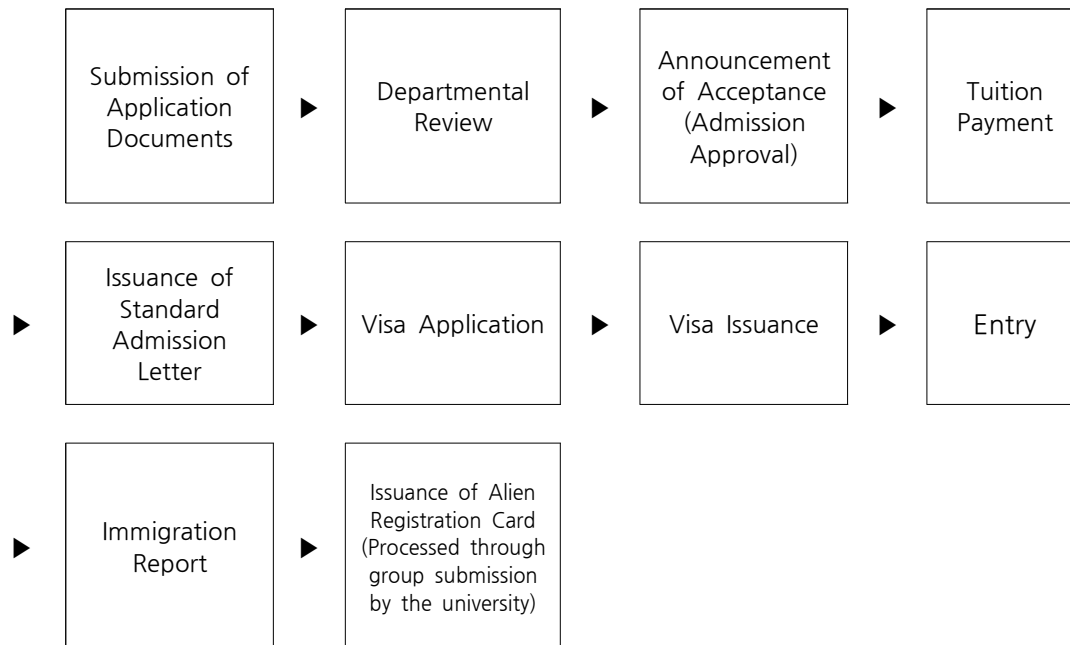 Submission of
Application
Documents
▶
Departmental
Review
▶
Announcement
of Acceptance
(Admission
Approval)
▶
Tuition
Payment
▶
Issuance of
Standard
Admission
Letter
▶
Visa Application
▶
Visa Issuance
▶
Entry
▶
Immigration
Report
▶
Issuance of Alien
Registration Card
(Processed through
group submission
by the university)